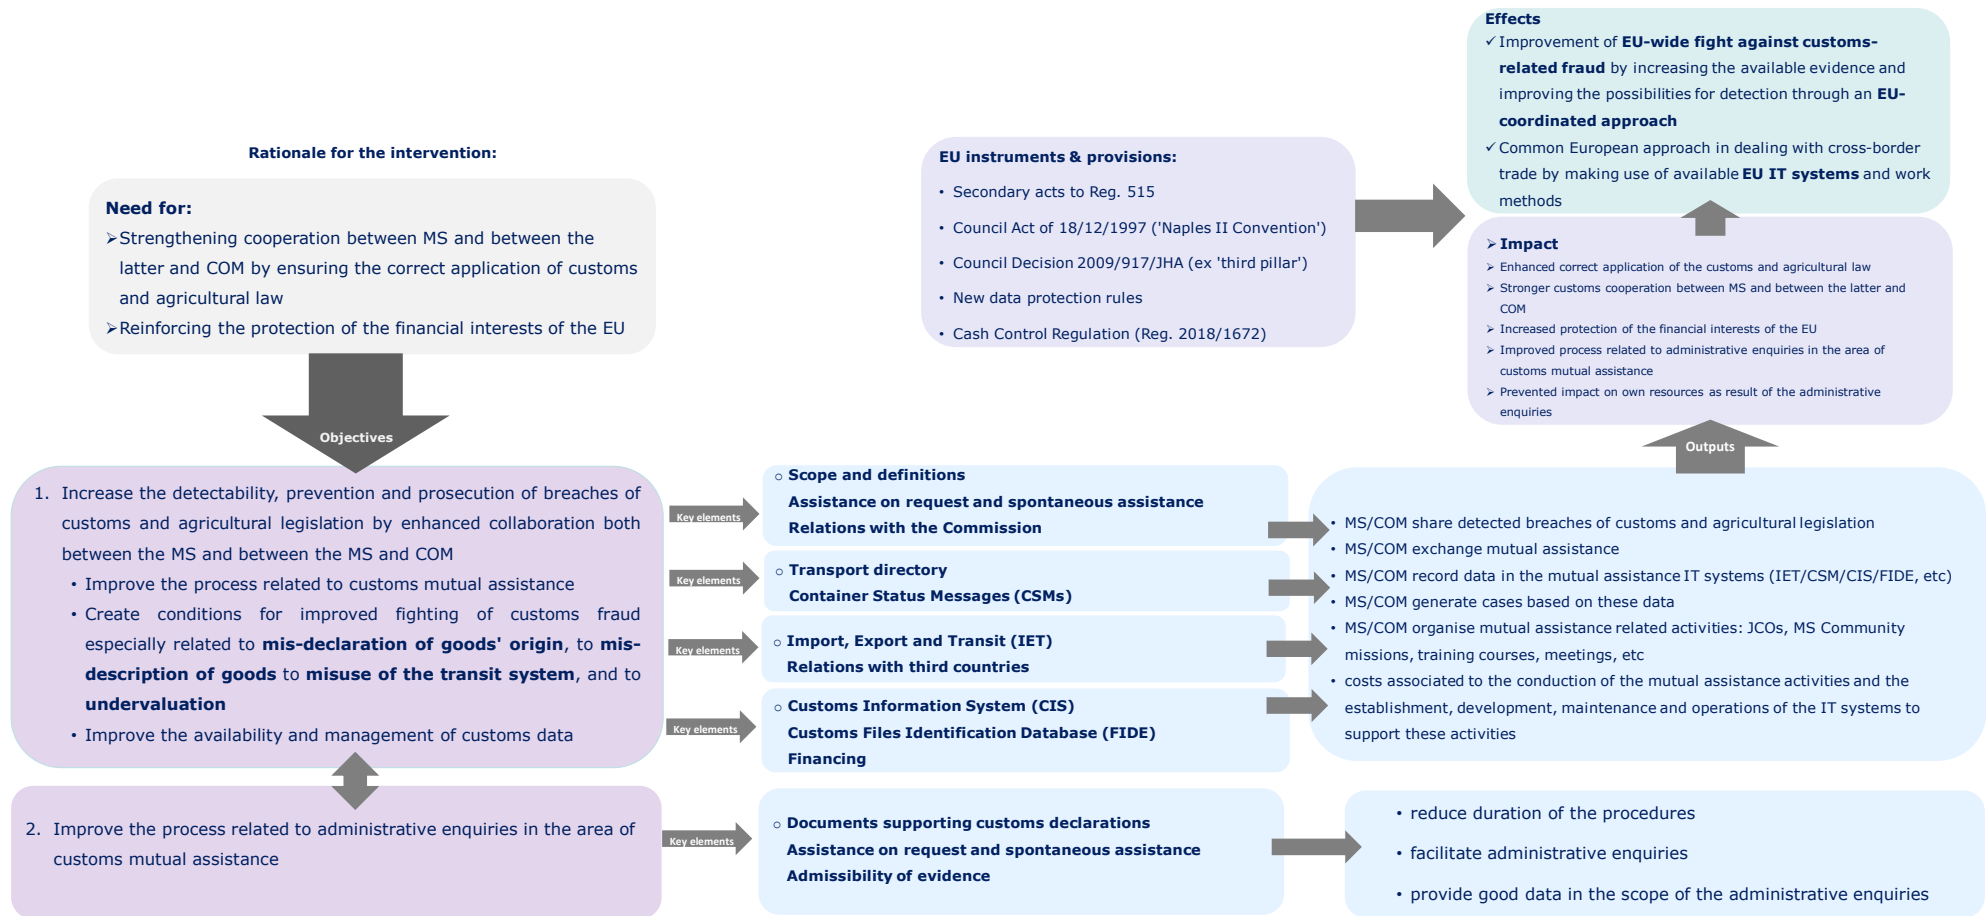 Rationale for the intervention:
Need for:
➢Strengthening cooperation between MS and between the
latter and COM by ensuring the correct application of customs
and agricultural law
➢Reinforcing the protection of the financial interests of the EU
Objectives
1. Increase the detectability, prevention and prosecution of breaches of
customs and agricultural legislation by enhanced collaboration both
between the MS and between the MS and COM
• Improve the process related to customs mutual assistance
• Create conditions for improved fighting of customs fraud
especially related to mis-declaration of goods' origin, to mis-
description of goods to misuse of the transit system, and to
undervaluation
• Improve the availability and management of customs data
2. Improve the process related to administrative enquiries in the area of
customs mutual assistance
Key elements
Key elements
Key elements
Key elements
Key elements
○ Scope and definitions
Assistance on request and spontaneous assistance
Relations with the Commission
○ Transport directory
Container Status Messages (CSMs)
○ Import, Export and Transit (IET)
Relations with third countries
○ Customs Information System (CIS)
Customs Files Identification Database (FIDE)
Financing
○ Documents supporting customs declarations
Assistance on request and spontaneous assistance
Admissibility of evidence
• MS/COM share detected breaches of customs and agricultural legislation
• MS/COM exchange mutual assistance
• MS/COM record data in the mutual assistance IT systems (IET/CSM/CIS/FIDE, etc)
• MS/COM generate cases based on these data
• MS/COM organise mutual assistance related activities: JCOs, MS Community
missions, training courses, meetings, etc
• costs associated to the conduction of the mutual assistance activities and the
establishment, development, maintenance and operations of the IT systems to
support these activities
• reduce duration of the procedures
• facilitate administrative enquiries
• provide good data in the scope of the administrative enquiries
Outputs
➢ Impact
➢ Enhanced correct application of the customs and agricultural law
➢ Stronger customs cooperation between MS and between the latter and
COM
➢ Increased protection of the financial interests of the EU
➢ Improved process related to administrative enquiries in the area of
customs mutual assistance
➢ Prevented impact on own resources as result of the administrative
enquiries
EU instruments & provisions:
• Secondary acts to Reg. 515
• Council Act of 18/12/1997 ('Naples II Convention')
• Council Decision 2009/917/JHA (ex 'third pillar')
• New data protection rules
• Cash Control Regulation (Reg. 2018/1672)
Effects
✓Improvement of EU-wide fight against customs-
related fraud by increasing the available evidence and
improving the possibilities for detection through an EU-
coordinated approach
✓Common European approach in dealing with cross-border
trade by making use of available EU IT systems and work
methods